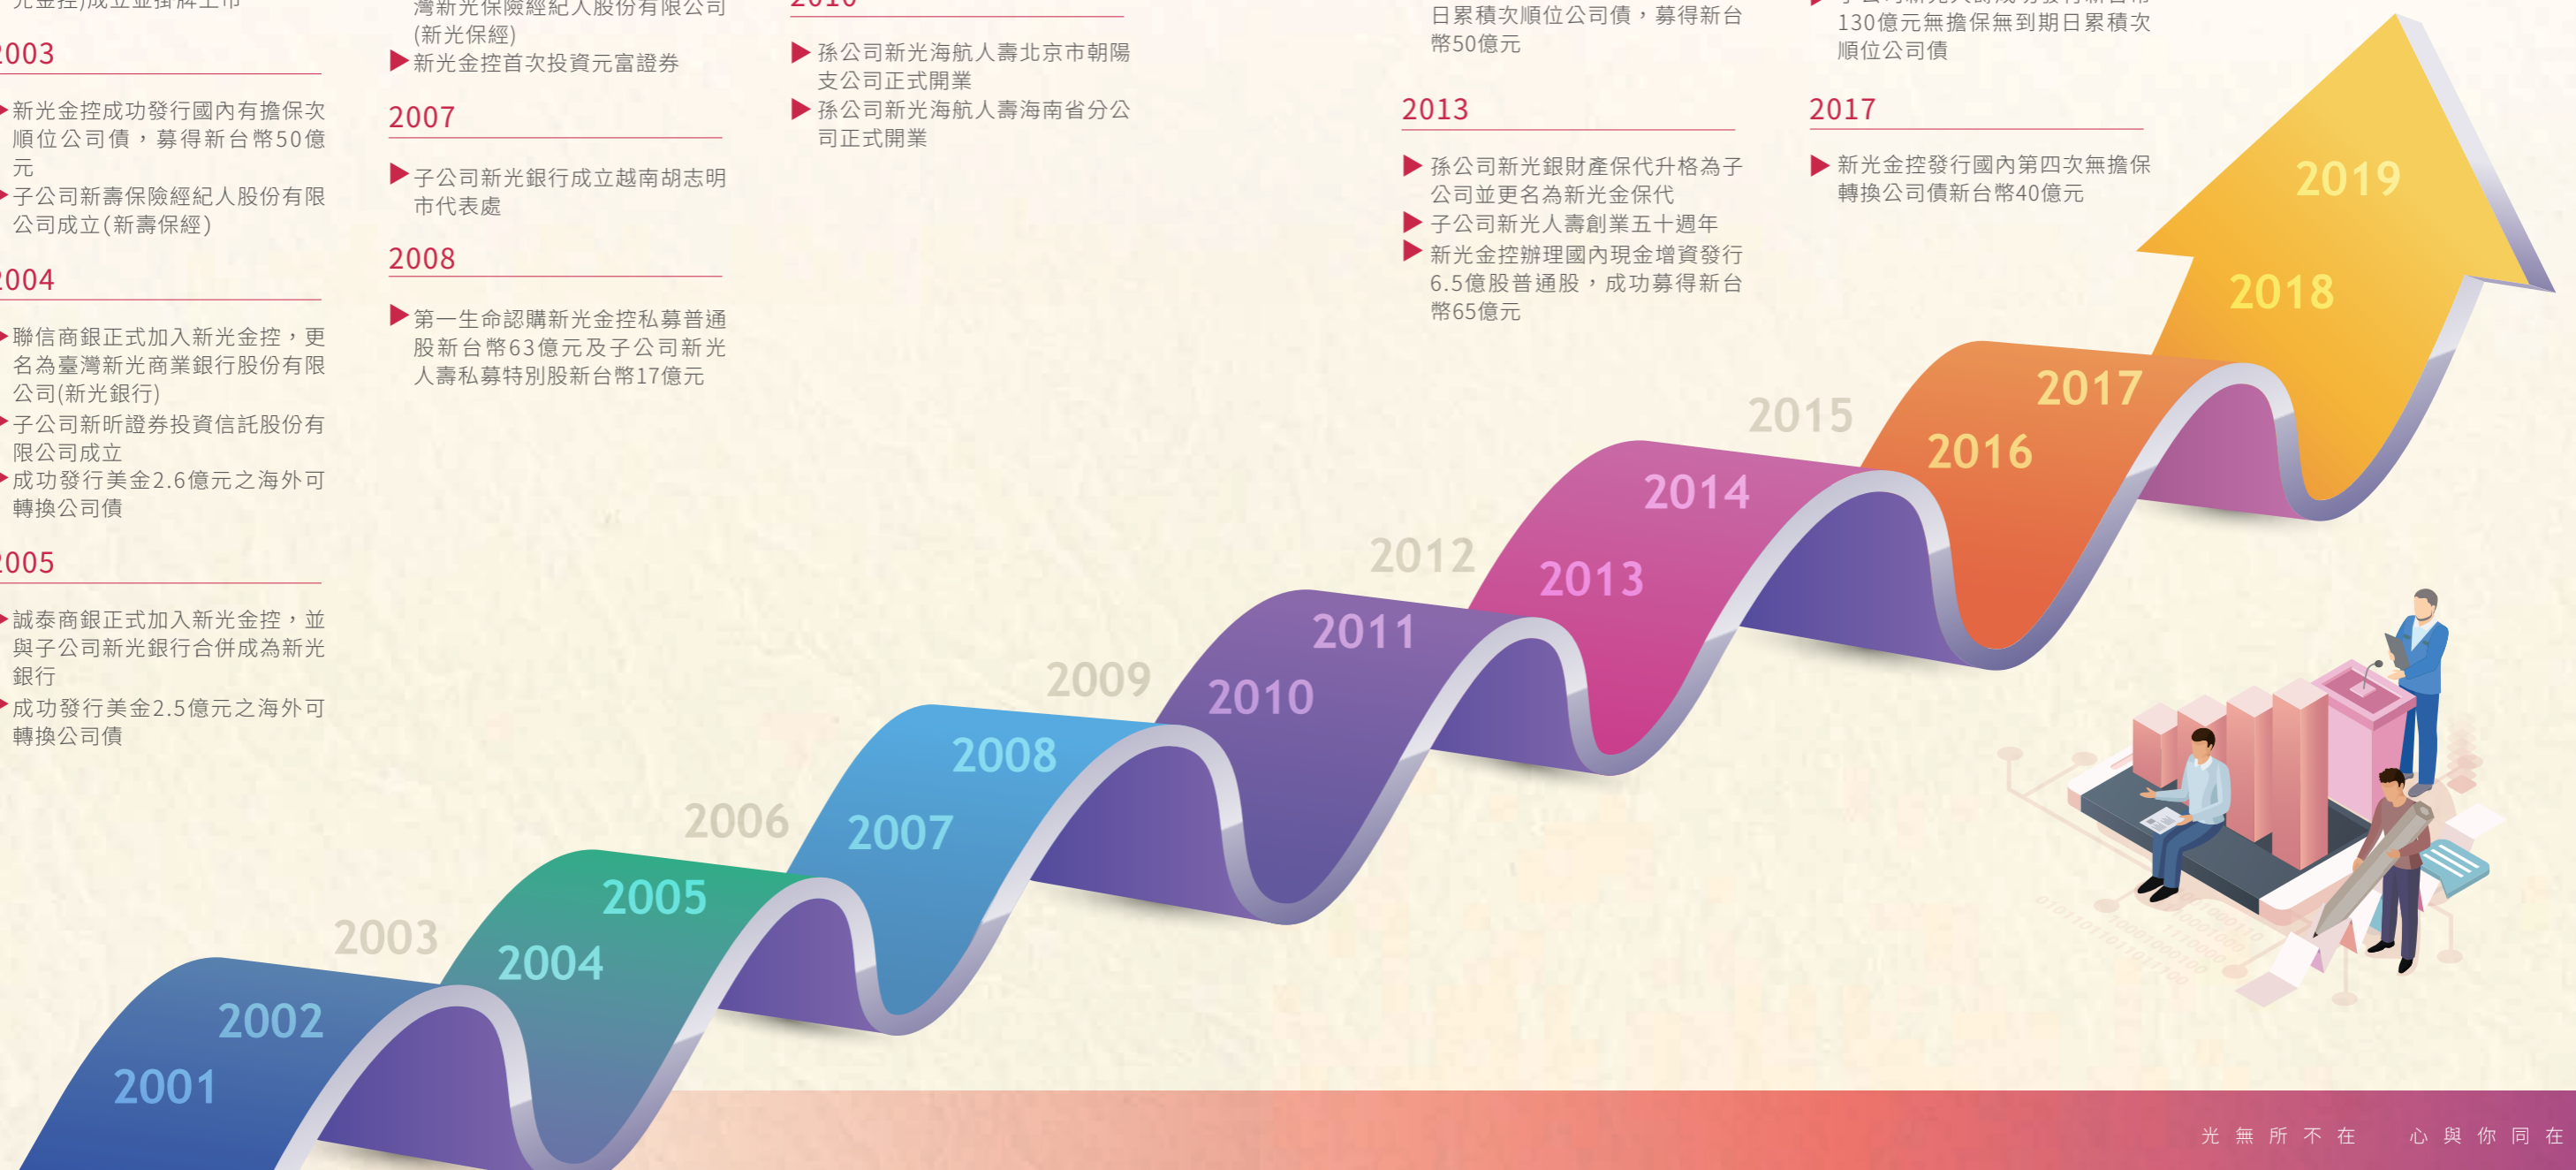 光金控)成立並掛牌上市
2003
新光金控成功發行國內有擔保次
順位公司債，募得新台幣50億
元
子公司新壽保險經紀人股份有限
公司成立(新壽保經)
2004
聯信商銀正式加入新光金控，更
名為臺灣新光商業銀行股份有限
公司(新光銀行)
子公司新昕證券投資信託股份有
限公司成立
成功發行美金2.6億元之海外可
轉換公司債
2005
誠泰商銀正式加入新光金控，並
與子公司新光銀行合併成為新光
銀行
成功發行美金2.5億元之海外可
轉換公司債
灣新光保險經紀人股份有限公司
(新光保經)
新光金控首次投資元富證券
2007
子公司新光銀行成立越南胡志明
市代表處
2008
第一生命認購新光金控私募普通
股新台幣63億元及子公司新光
人壽私募特別股新台幣17億元
孫公司新光海航人壽北京市朝陽
支公司正式開業
孫公司新光海航人壽海南省分公
司正式開業
日累積次順位公司債，募得新台
幣50億元
2013
孫公司新光銀財產保代升格為子
公司並更名為新光金保代
子公司新光人壽創業五十週年
新光金控辦理國內現金增資發行
6.5億股普通股，成功募得新台
幣65億元
子公司新光人壽成功發行新台幣
130億元無擔保無到期日累積次
順位公司債
2017
新光金控發行國內第四次無擔保
轉換公司債新台幣40億元
2001
2002
2003
2004
2005
2006
2007
2008
2009
2010
2011
2012
2013
2014
2015
2016
2017
2018
2019
光無所不在　心與你同在